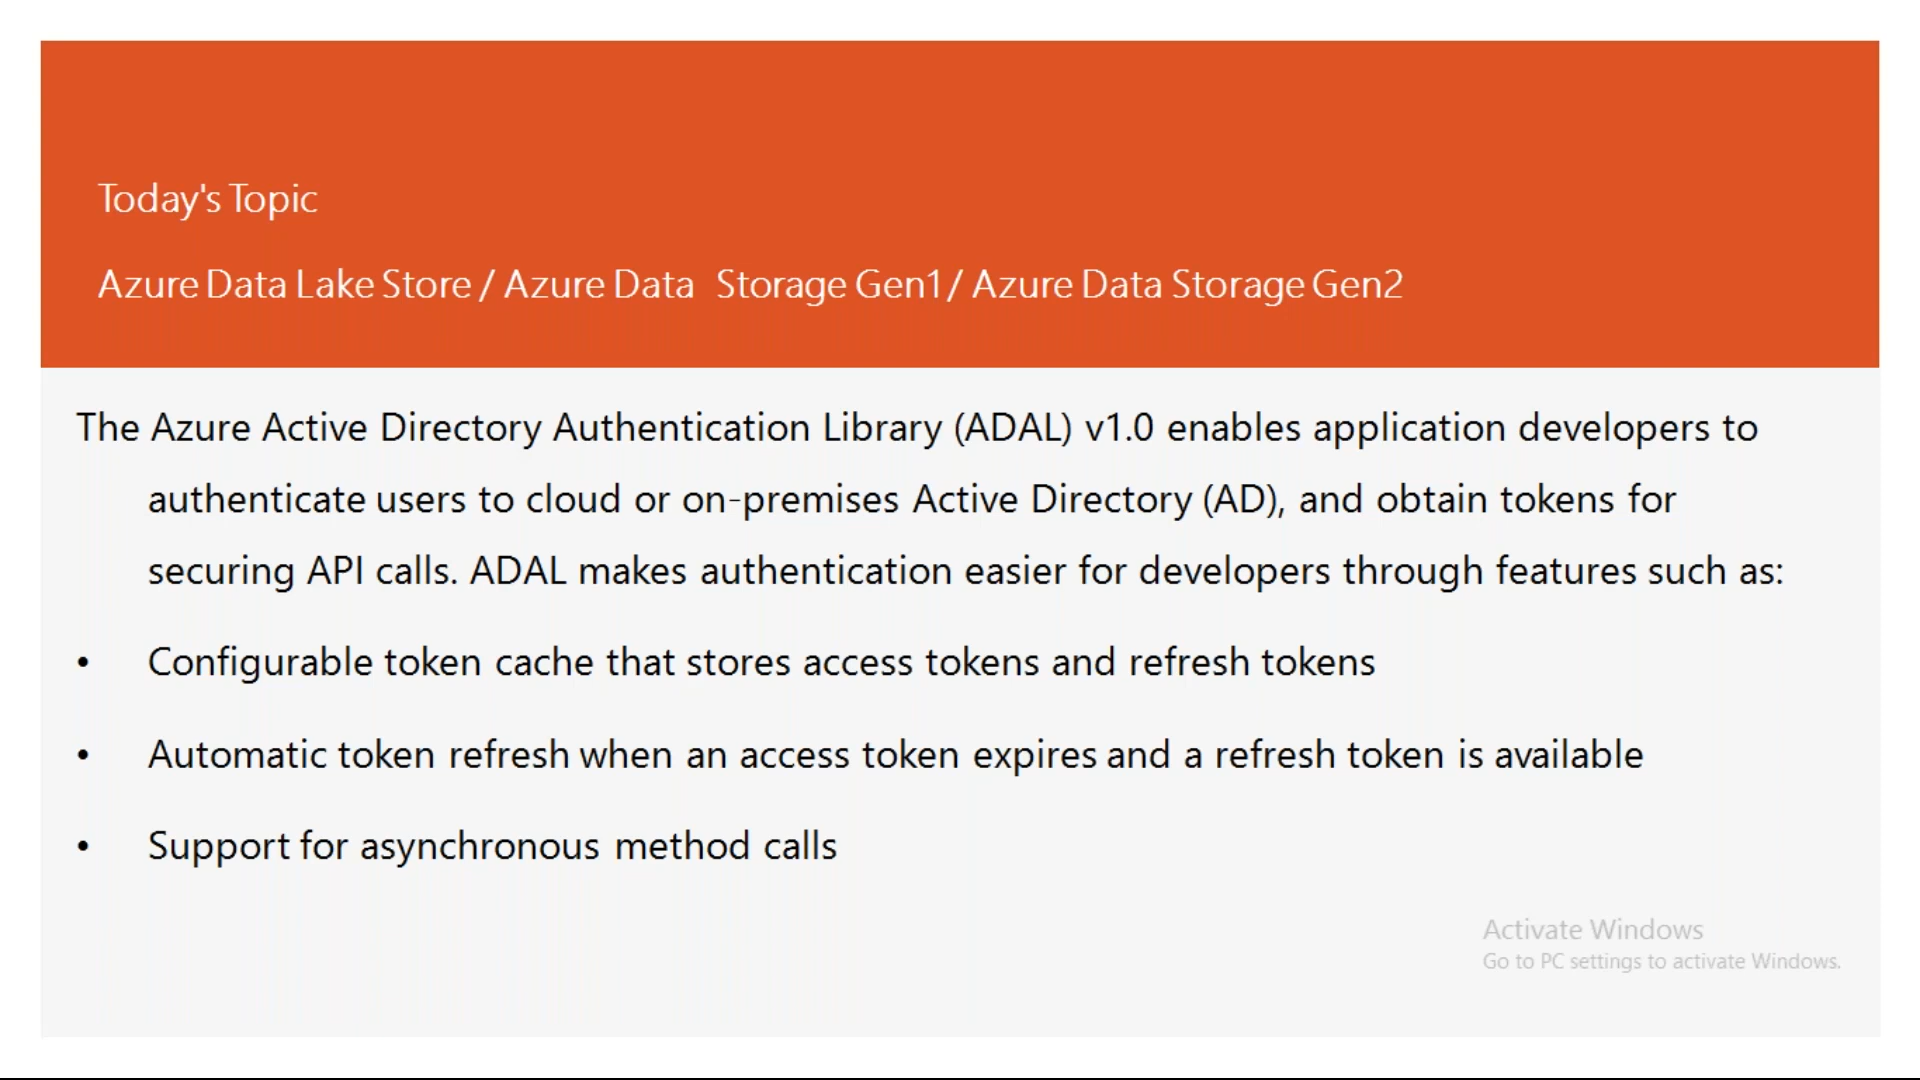 Today's Topic
Azure Data Lake Store / Azure Data Storage Gen1/ Azure Data Storage Gen2
The Azure Active Directory Authentication Library (ADAL) v1.0 enables application developers to
authenticate users to cloud or on-premises Active Directory (AD), and obtain tokens for
securing API calls. ADAL makes authentication easier for developers through features such as:
• Configurable token cache that stores access tokens and refresh tokens
• Automatic token refresh when an access token expires and a refresh token is available
• Support for asynchronous method calls
Activate Windows
Go to PC settings to activate Windows.